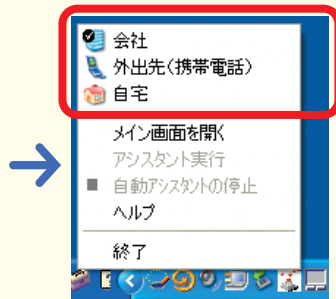 会社
外出先(携帯電話)
自宅
メイン画面を開く
アシスタント実行
自動アシスタントの停止
ヘルプ
終了